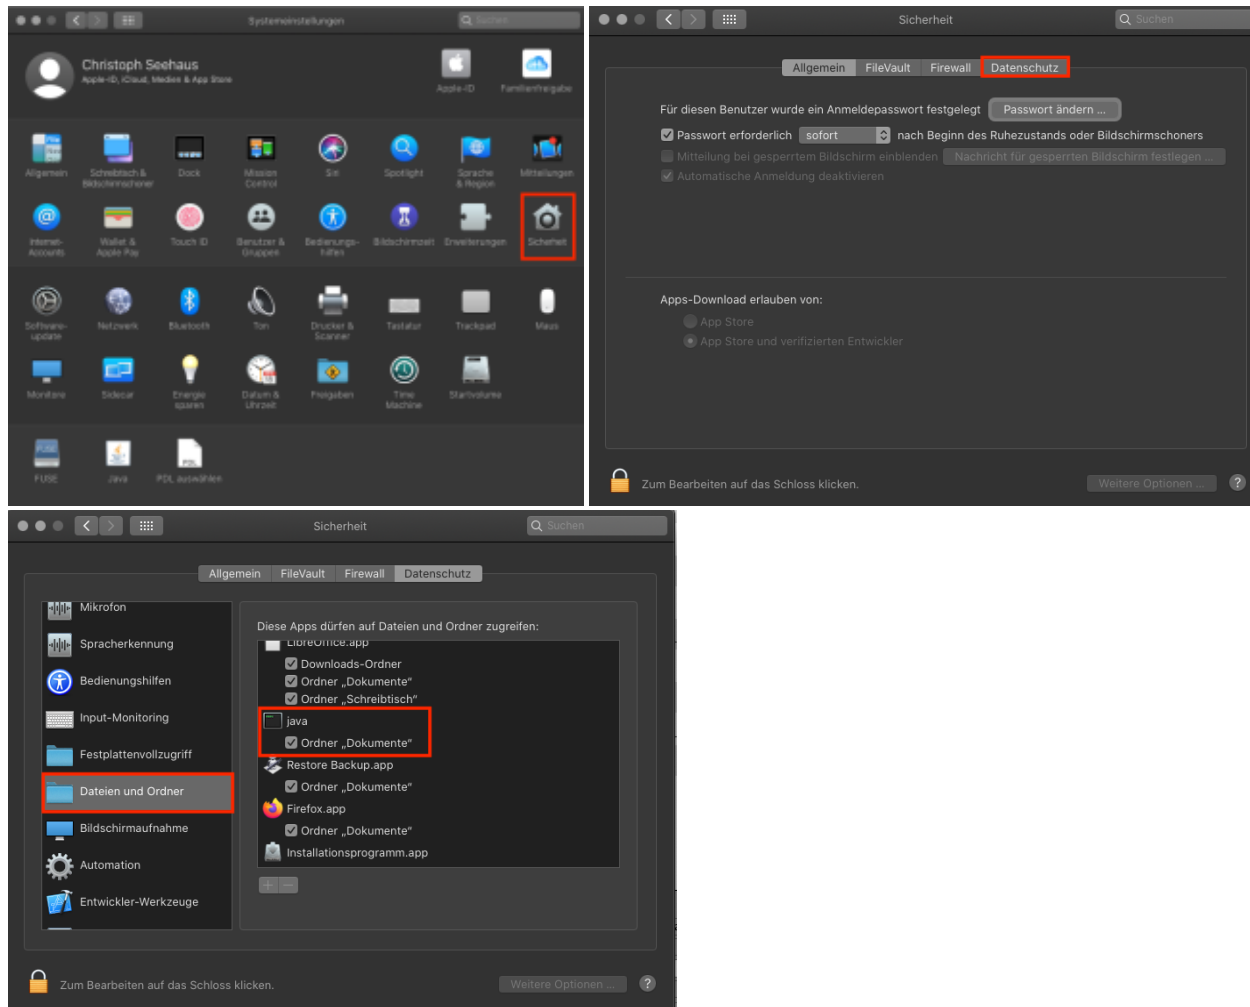 Systemeinstellungen
Suchen
Christoph Seehaus
Apple-ID, iCloud, Medien & App Store
Apple-ID
Familienfreigabe
Allgemein
Schreibtisch &
Bildschirmschoner
Dock
Mission
Control
Siri
Spotlight
Sprache
& Region
Mitteilungen
Internet-
Accounts
Wallet &
Apple Pay
Touch ID
Benutzer &
Gruppen
Bedienungs-
hilfen
Bildschirmzeit
Erweiterungen
Sicherheit
Software-
update
Netzwerk
Bluetooth
Ton
Drucker &
Scanner
Tastatur
Trackpad
Maus
Monitore
Sidecar
Energie
sparen
Datum &
Uhrzeit
Freigaben
Time
Machine
Startvolume
FUSE
Java
PDL auswählen
Sicherheit
Suchen
Allgemein FileVault Firewall Datenschutz
Für diesen Benutzer wurde ein Anmeldepasswort festgelegt Passwort ändern ...
Passwort erforderlich sofort nach Beginn des Ruhezustands oder Bildschirmschoners
Mitteilung bei gesperrtem Bildschirm einblenden Nachricht für gesperrten Bildschirm festlegen ...
Automatische Anmeldung deaktivieren
Apps-Download erlauben von:
App Store
App Store und verifizierten Entwickler
Zum Bearbeiten auf das Schloss klicken.
Weitere Optionen ...
?
Sicherheit
Suchen
Allgemein FileVault Firewall Datenschutz
Mikrofon
Spracherkennung
Bedienungshilfen
Input-Monitoring
Festplattenvollzugriff
Dateien und Ordner
Bildschirmaufnahme
Automation
Entwickler-Werkzeuge
Diese Apps dürfen auf Dateien und Ordner zugreifen:
LibreOffice.app
Downloads-Ordner
Ordner „Dokumente“
Ordner „Schreibtisch“
java
Ordner „Dokumente“
Restore Backup.app
Ordner „Dokumente“
Firefox.app
Ordner „Dokumente“
Installationsprogramm.app
+ −
Zum Bearbeiten auf das Schloss klicken.
Weitere Optionen ...
?